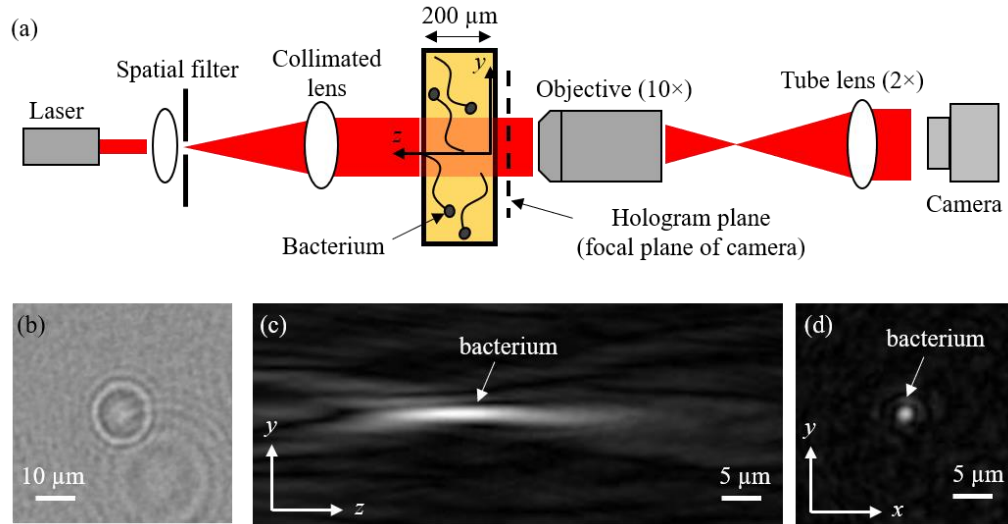 (a)
200 µm
Spatial filter
Collimated
lens
Laser
y
z
Objective (10×)
Tube lens (2×)
Bacterium
Hologram plane
(focal plane of camera)
Camera
(b)
10 µm
(c)
bacterium
y
z
5 µm
(d)
bacterium
y
x
5 µm